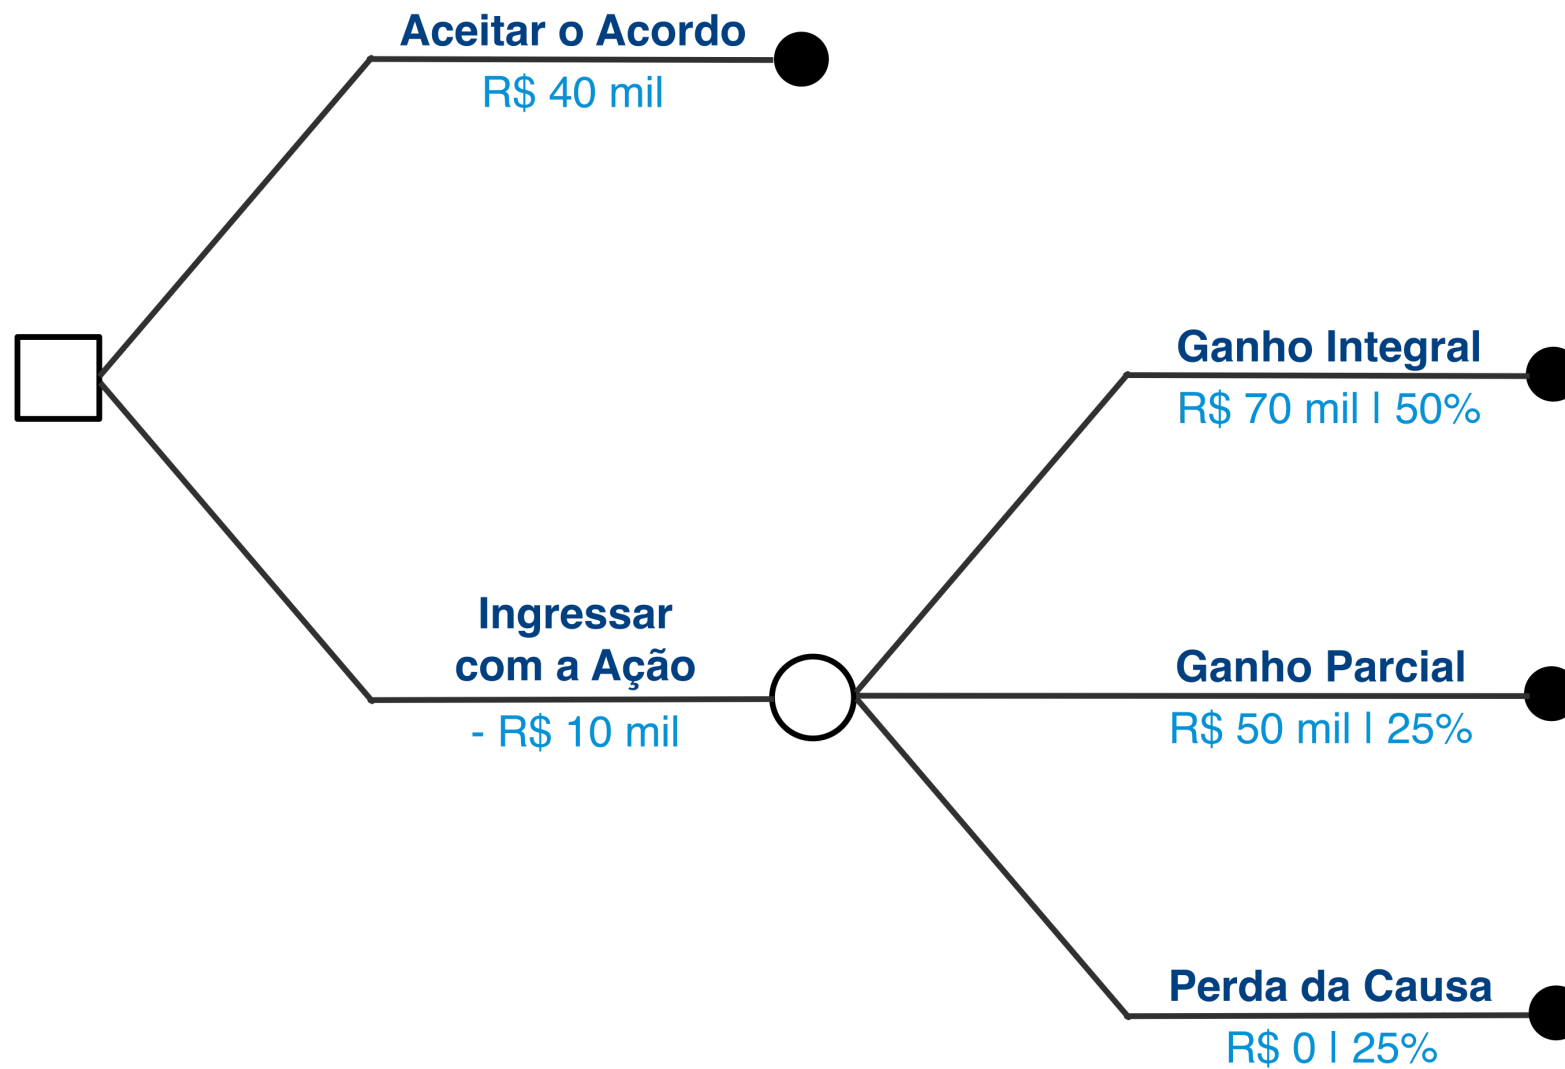 Aceitar o Acordo
R$ 40 mil
Ganho Integral
R$ 70 mil | 50%
Ingressar
com a Ação
- R$ 10 mil
Ganho Parcial
R$ 50 mil | 25%
Perda da Causa
R$ 0 | 25%